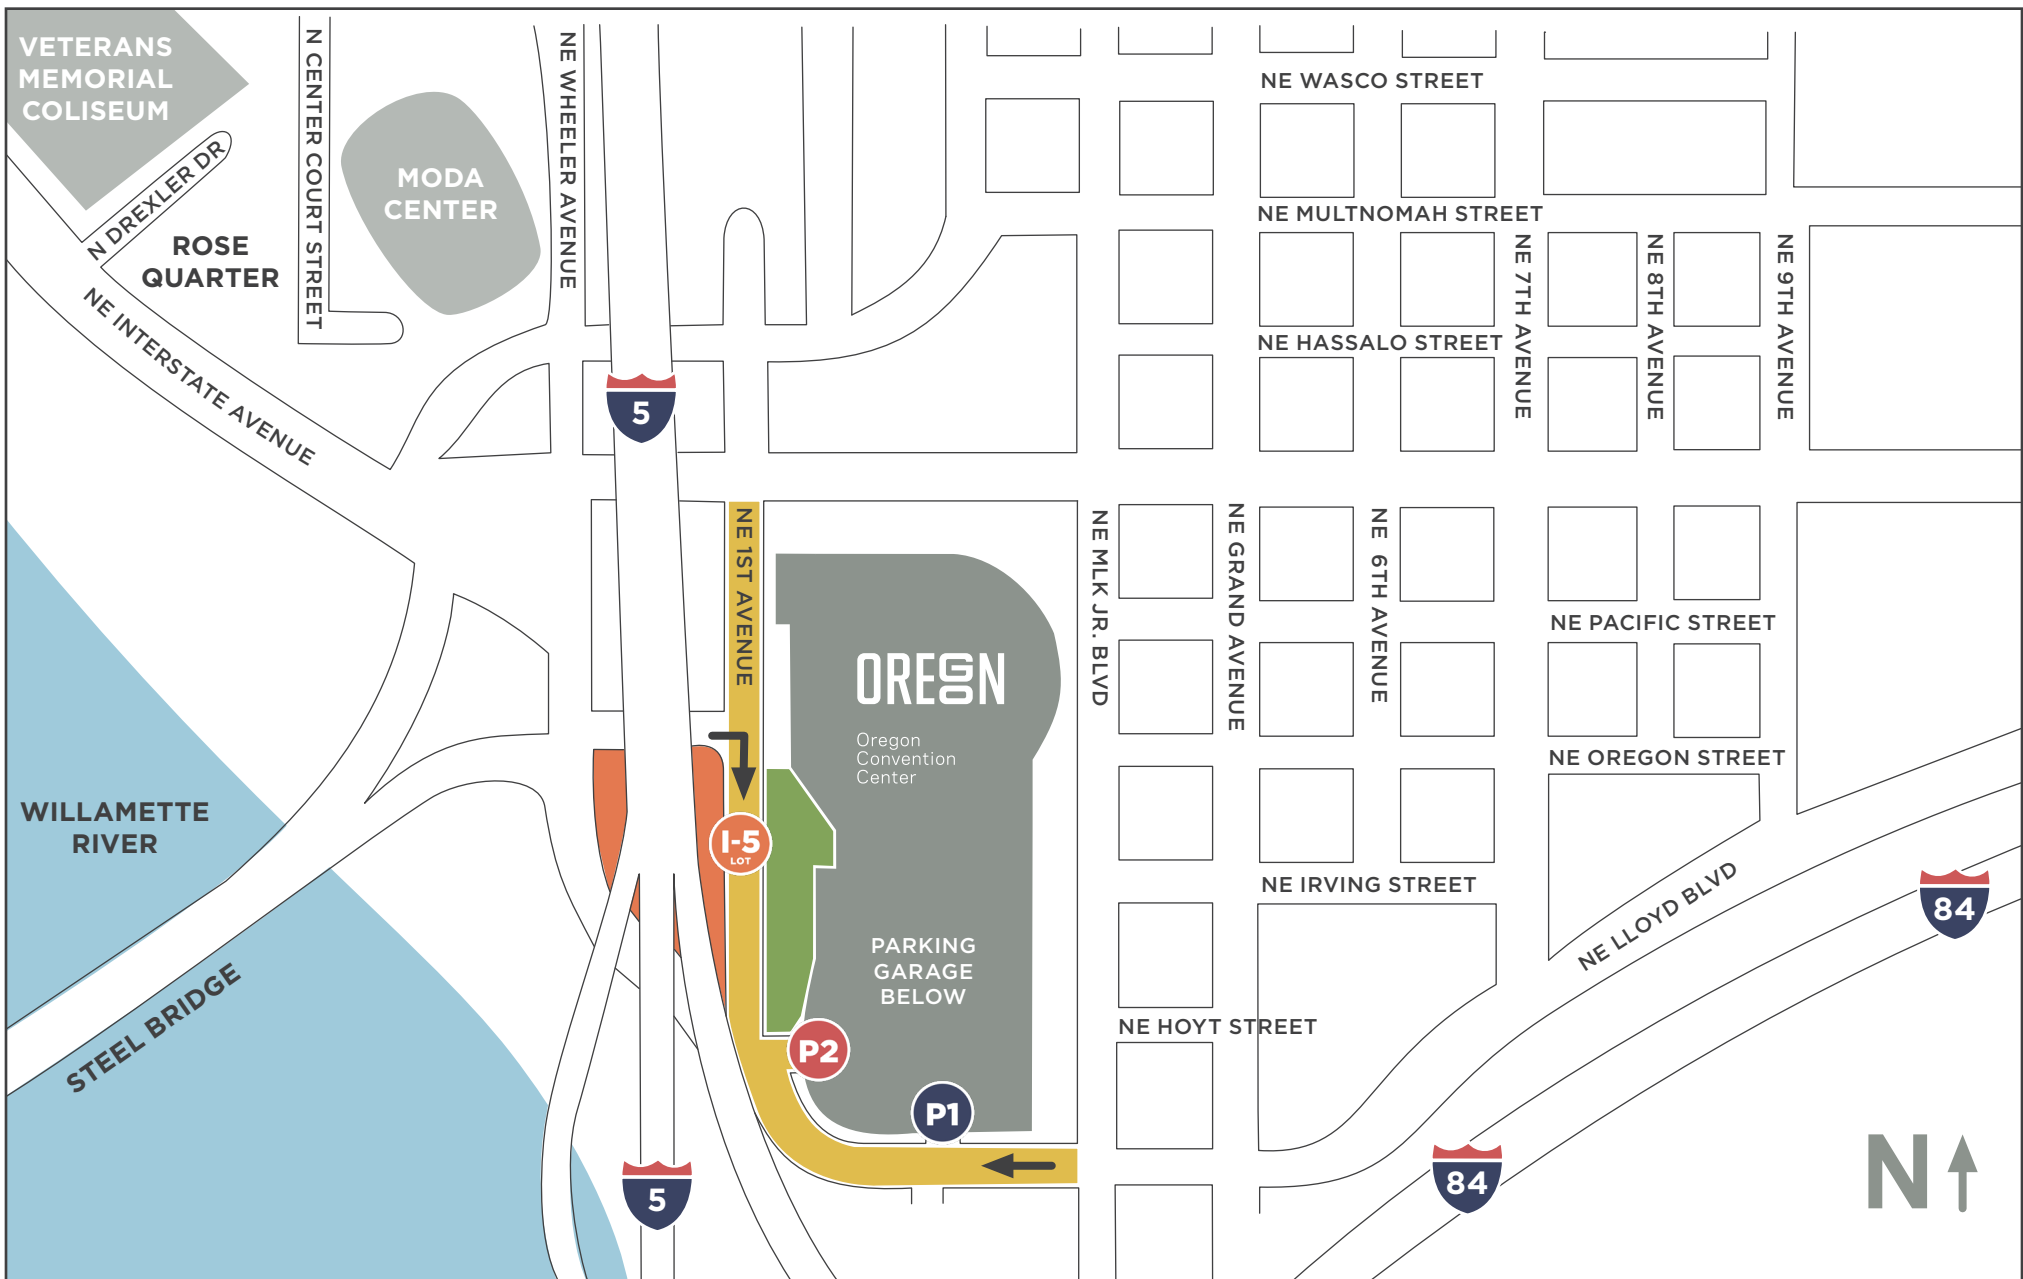 VETERANS
MEMORIAL
COLISEUM
N DREXLER DR
ROSE
QUARTER
N CENTER COURT STREET
MODA
CENTER
NE WHEELER AVENUE
NE INTERSTATE AVENUE
5
NE WASCO STREET
NE MULTNOMAH STREET
NE HASSALO STREET
NE 7TH AVENUE
NE 8TH AVENUE
NE 9TH AVENUE
NE 1ST AVENUE
NE MLK JR. BLVD
NE GRAND AVENUE
NE 6TH AVENUE
NE PACIFIC STREET
NE OREGON STREET
OREGON
Oregon
Convention
Center
WILLAMETTE
RIVER
I-5
LOT
NE IRVING STREET
NE LLOYD BLVD
84
PARKING
GARAGE
BELOW
STEEL BRIDGE
NE HOYT STREET
P2
P1
5
84
N